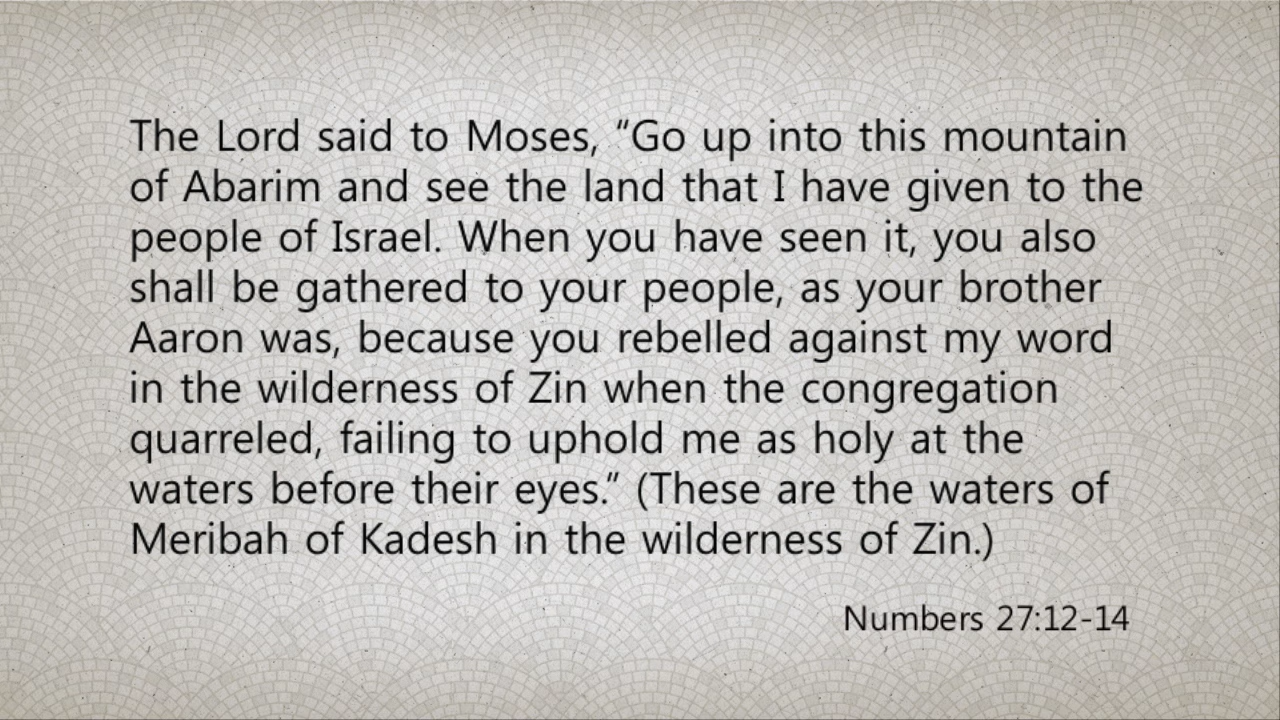 The Lord said to Moses, “Go up into this mountain
of Abarim and see the land that I have given to the
people of Israel. When you have seen it, you also
shall be gathered to your people, as your brother
Aaron was, because you rebelled against my word
in the wilderness of Zin when the congregation
quarreled, failing to uphold me as holy at the
waters before their eyes.” (These are the waters of
Meribah of Kadesh in the wilderness of Zin.)
Numbers 27:12-14